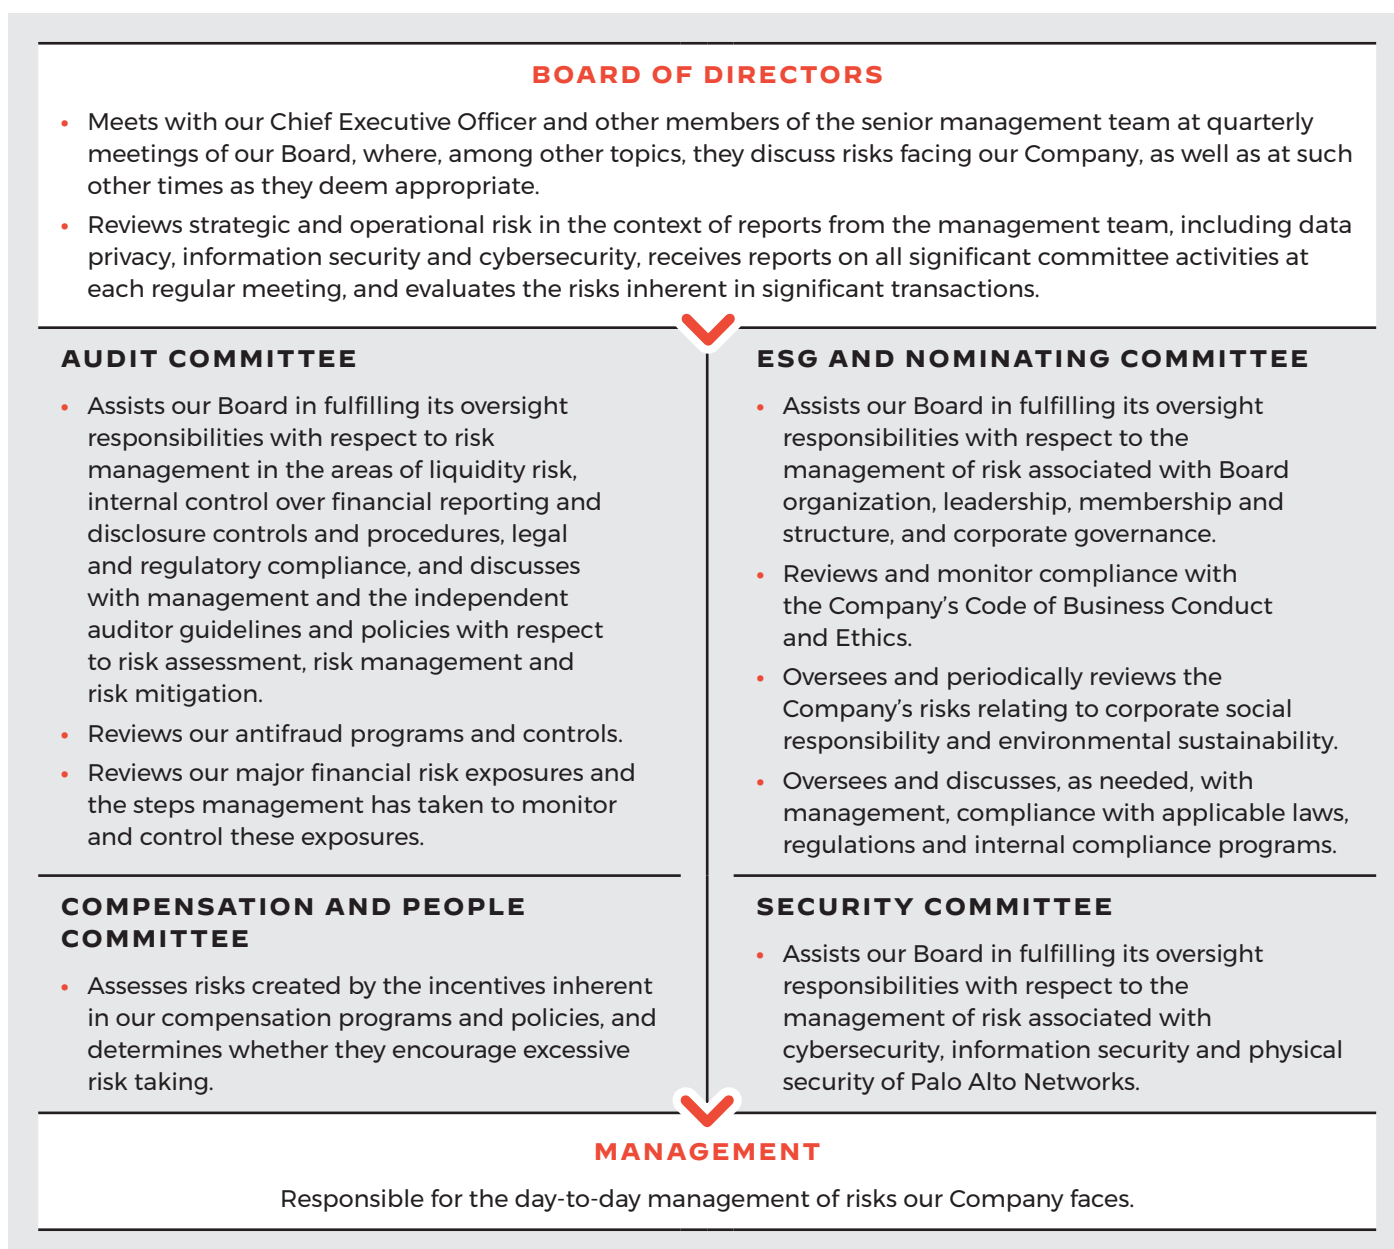 BOARD OF DIRECTORS
• Meets with our Chief Executive Officer and other members of the senior management team at quarterly
meetings of our Board, where, among other topics, they discuss risks facing our Company, as well as at such
other times as they deem appropriate.
• Reviews strategic and operational risk in the context of reports from the management team, including data
privacy, information security and cybersecurity, receives reports on all significant committee activities at
each regular meeting, and evaluates the risks inherent in significant transactions.
AUDIT COMMITTEE
• Assists our Board in fulfilling its oversight
responsibilities with respect to risk
management in the areas of liquidity risk,
internal control over financial reporting and
disclosure controls and procedures, legal
and regulatory compliance, and discusses
with management and the independent
auditor guidelines and policies with respect
to risk assessment, risk management and
risk mitigation.
• Reviews our antifraud programs and controls.
• Reviews our major financial risk exposures and
the steps management has taken to monitor
and control these exposures.
ESG AND NOMINATING COMMITTEE
• Assists our Board in fulfilling its oversight
responsibilities with respect to the
management of risk associated with Board
organization, leadership, membership and
structure, and corporate governance.
• Reviews and monitor compliance with
the Company's Code of Business Conduct
and Ethics.
• Oversees and periodically reviews the
Company's risks relating to corporate social
responsibility and environmental sustainability.
• Oversees and discusses, as needed, with
management, compliance with applicable laws,
regulations and internal compliance programs.
COMPENSATION AND PEOPLE
COMMITTEE
• Assesses risks created by the incentives inherent
in our compensation programs and policies, and
determines whether they encourage excessive
risk taking.
SECURITY COMMITTEE
• Assists our Board in fulfilling its oversight
responsibilities with respect to the
management of risk associated with
cybersecurity, information security and physical
security of Palo Alto Networks.
MANAGEMENT
Responsible for the day-to-day management of risks our Company faces.